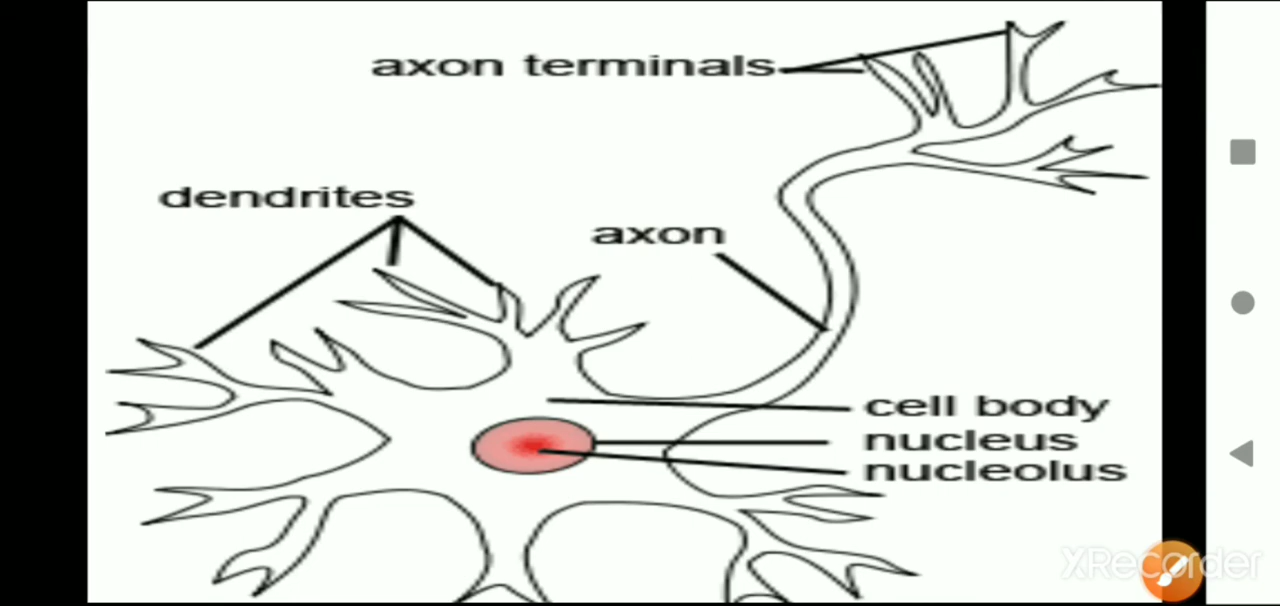 axon terminals
dendrites
axon
cell body
nucleus
nucleolus
XRecorder